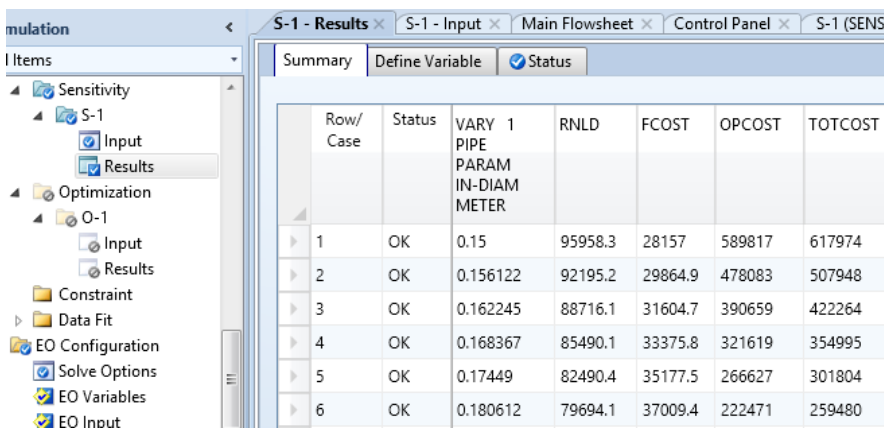 mulation
S-1 - Results S-1 - Input Main Flowsheet Control Panel S-1 (SENS
l Items
Summary Define Variable Status
Sensitivity
S-1
Input
Results
Optimization
O-1
Input
Results
Constraint
Data Fit
EO Configuration
Solve Options
EO Variables
EO Input
Row/ Case Status VARY 1 PIPE PARAM IN-DIAM METER RNLD FCOST OPCOST TOTCOST
1 OK 0.15 95958.3 28157 589817 617974
2 OK 0.156122 92195.2 29864.9 478083 507948
3 OK 0.162245 88716.1 31604.7 390659 422264
4 OK 0.168367 85490.1 33375.8 321619 354995
5 OK 0.17449 82490.4 35177.5 266627 301804
6 OK 0.180612 79694.1 37009.4 222471 259480